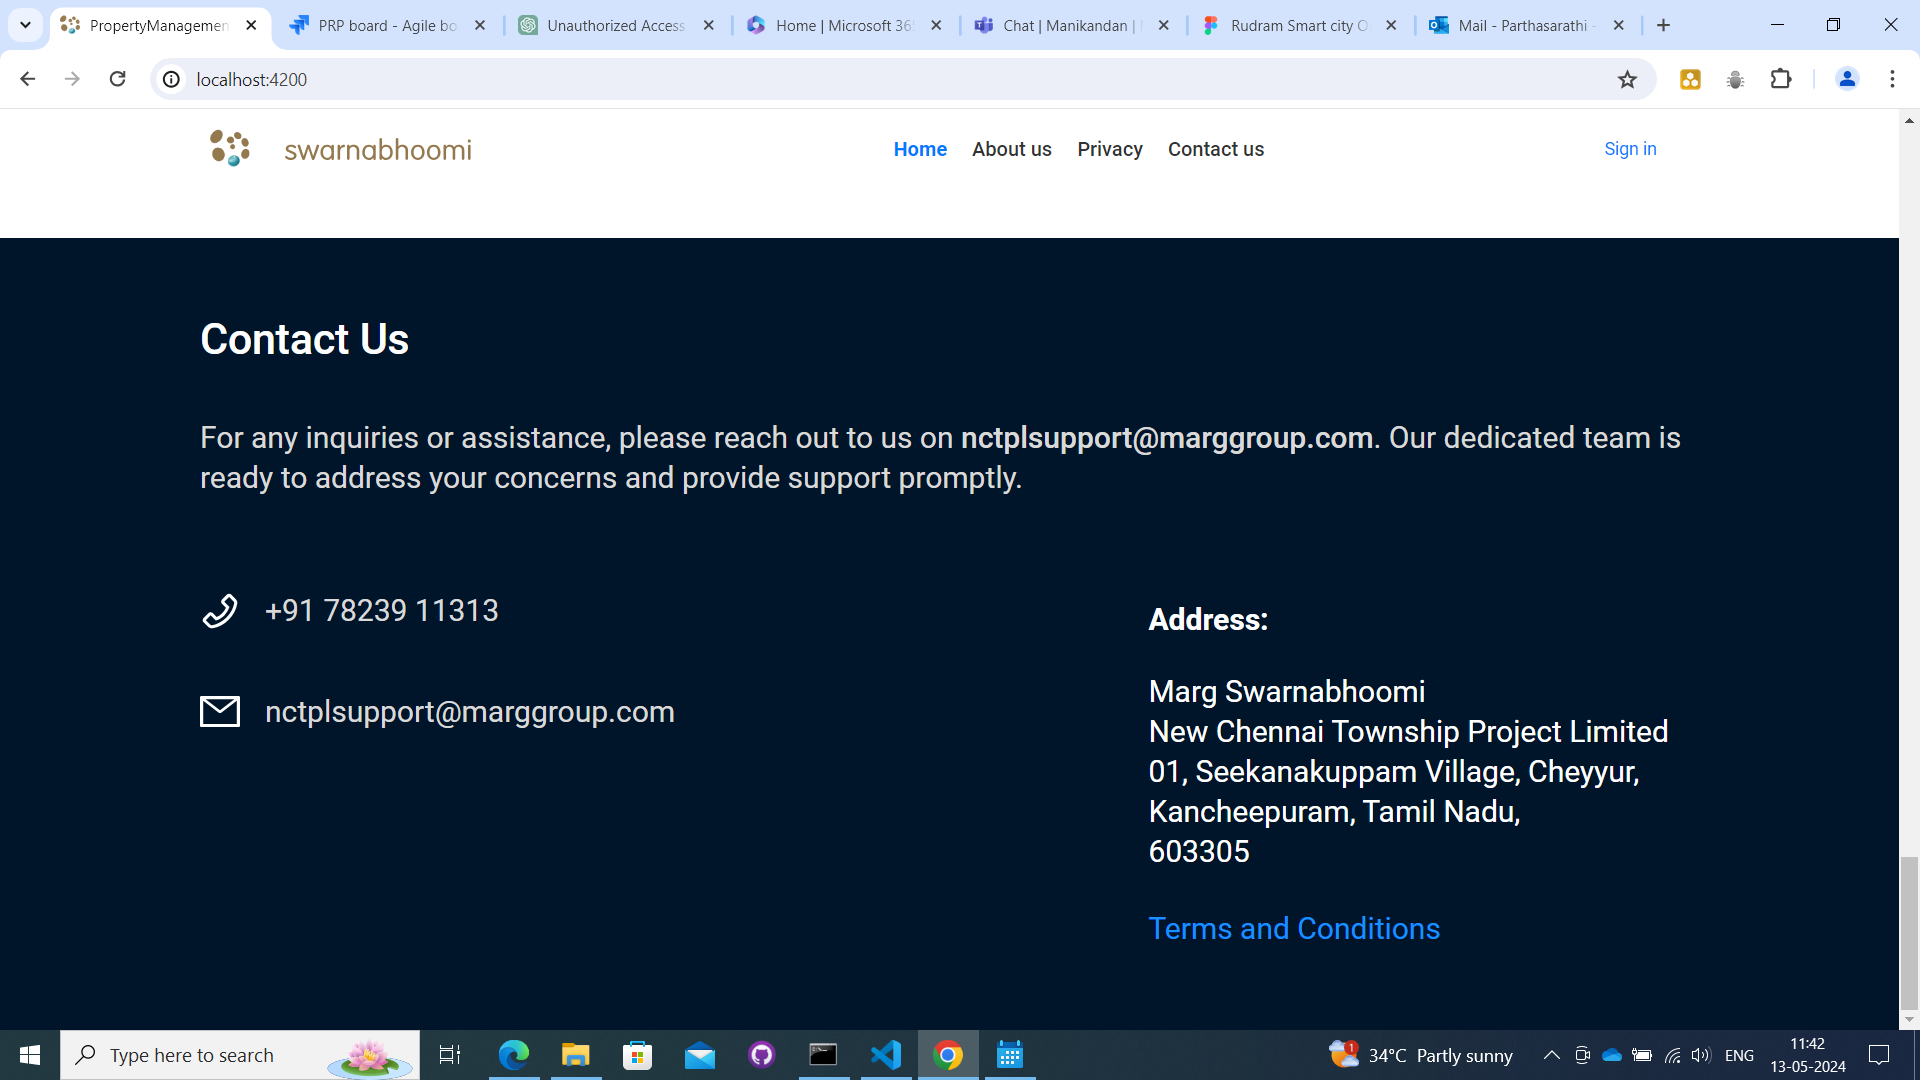 PropertyManagemen
PRP board - Agile bo
Unauthorized Access
Home | Microsoft 365
Chat | Manikandan |
Rudram Smart city O
Mail - Parthasarathi -
localhost:4200
swarnabhoomi
Home
About us
Privacy
Contact us
Sign in
Contact Us
For any inquiries or assistance, please reach out to us on nctplsupport@marggroup.com. Our dedicated team is
ready to address your concerns and provide support promptly.
+91 78239 11313
nctplsupport@marggroup.com
Address:
Marg Swarnabhoomi
New Chennai Township Project Limited
01, Seekanakuppam Village, Cheyyur,
Kancheepuram, Tamil Nadu,
603305
Terms and Conditions
Type here to search
1
34°C Partly sunny
ENG
11:42
13-05-2024